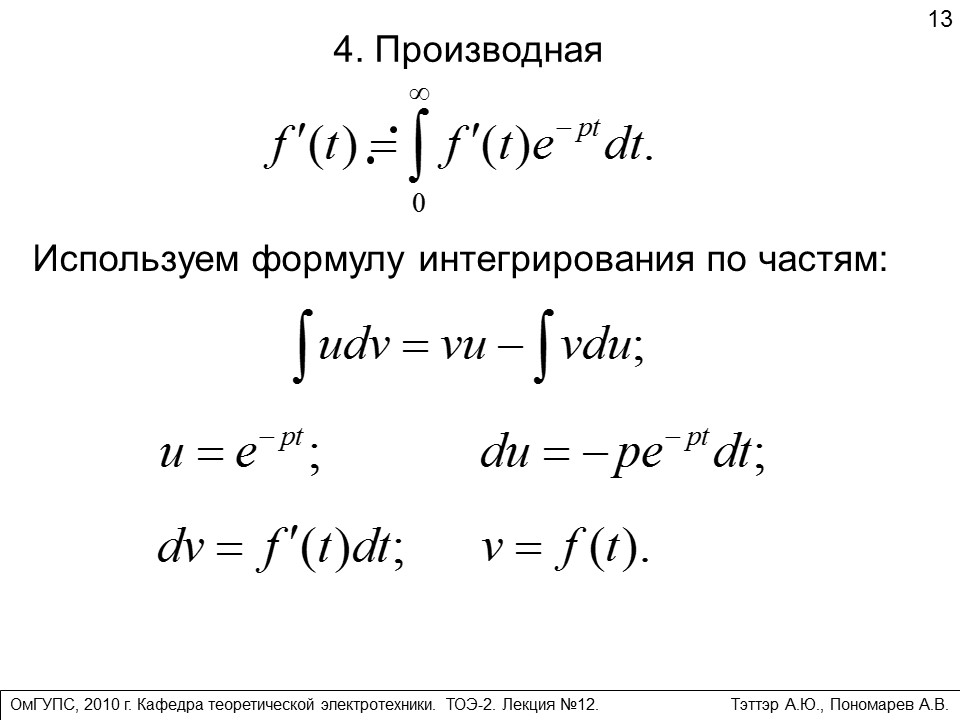 13
4. Производная
f ′(t) ≓ ∫₀^∞ f ′(t)e^{− pt} dt.
Используем формулу интегрирования по частям:
∫ udv = vu − ∫ vdu;
u = e^{− pt} ; du = − pe^{− pt} dt;
dv = f ′(t)dt; v = f (t).
ОмГУПС, 2010 г. Кафедра теоретической электротехники. ТОЭ-2. Лекция №12. Тэттэр А.Ю., Пономарев А.В.